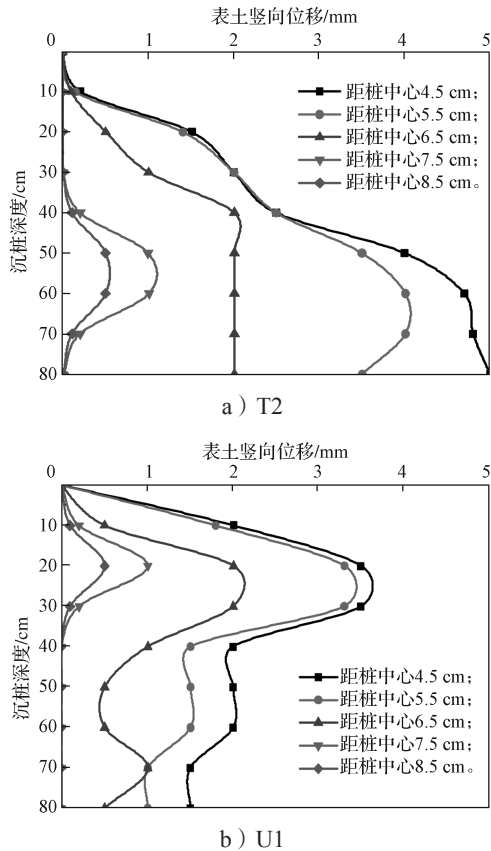 表土竖向位移/mm
0 1 2 3 4 5
10
20
30
40
50
60
70
80
沉桩深度/cm
距桩中心4.5 cm；
距桩中心5.5 cm；
距桩中心6.5 cm；
距桩中心7.5 cm；
距桩中心8.5 cm。
a）T2
表土竖向位移/mm
0 1 2 3 4 5
10
20
30
40
50
60
70
80
沉桩深度/cm
距桩中心4.5 cm；
距桩中心5.5 cm；
距桩中心6.5 cm；
距桩中心7.5 cm；
距桩中心8.5 cm。
b）U1